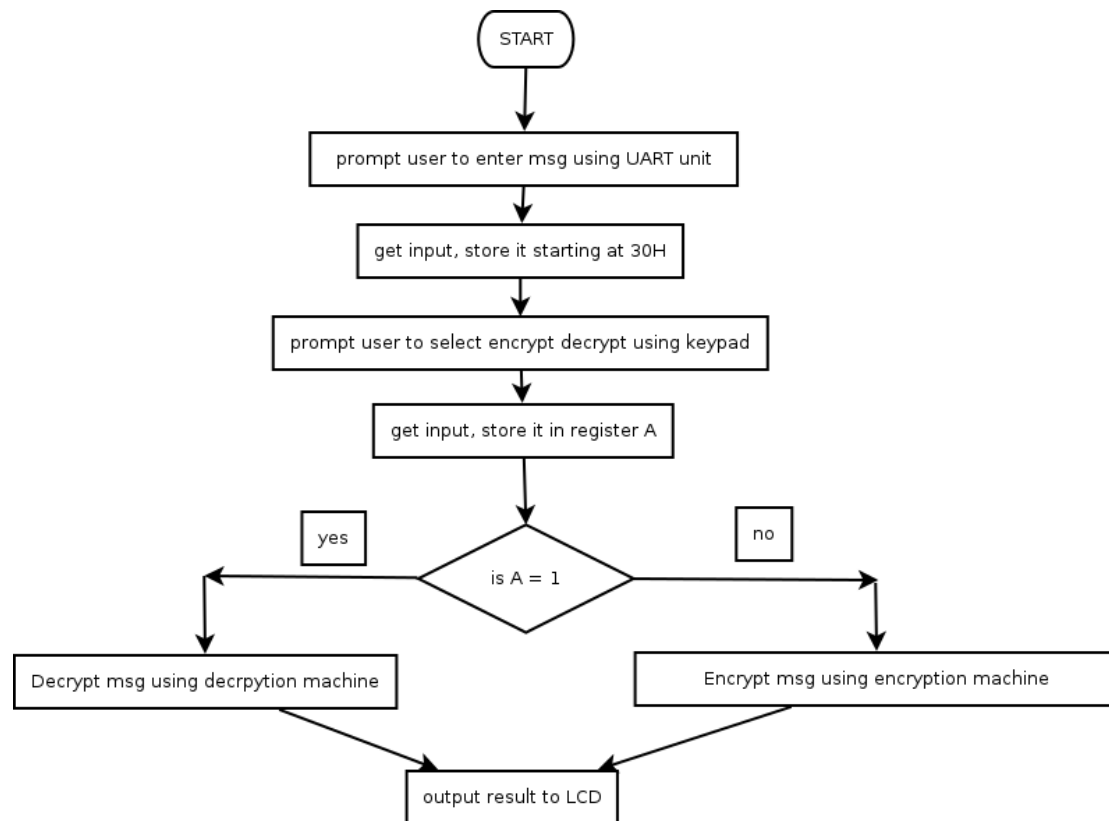 START
prompt user to enter msg using UART unit
get input, store it starting at 30H
prompt user to select encrypt decrypt using keypad
get input, store it in register A
yes
no
is A = 1
Decrypt msg using decrpytion machine
Encrypt msg using encryption machine
output result to LCD